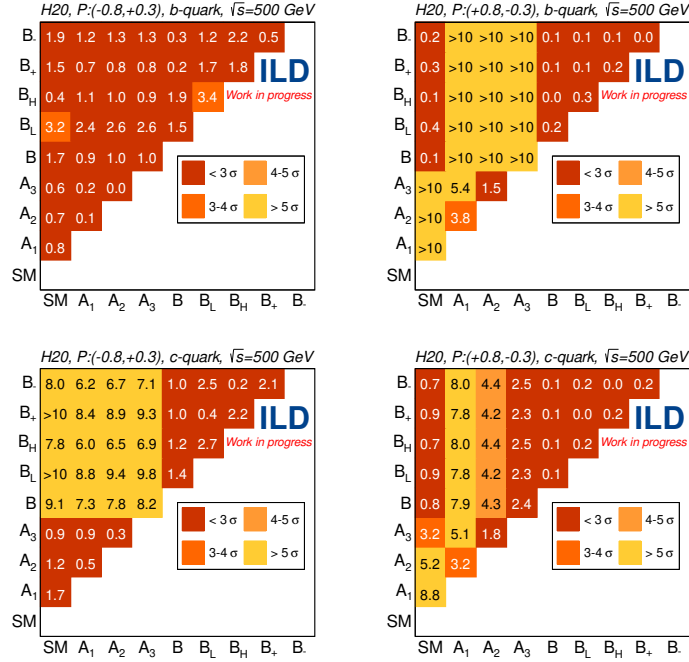 H20, P:(-0.8,+0.3), b-quark, √s=500 GeV
B- 1.9 1.2 1.3 1.3 0.3 1.2 2.2 0.5
B+ 1.5 0.7 0.8 0.8 0.2 1.7 1.8
ILD
BH 0.4 1.1 1.0 0.9 1.9 3.4
Work in progress
BL 3.2 2.4 2.6 2.6 1.5
B 1.7 0.9 1.0 1.0
A3 0.6 0.2 0.0
A2 0.7 0.1
A1 0.8
SM
< 3 σ 4-5 σ
3-4 σ > 5 σ
SM A1 A2 A3 B BL BH B+ B-
H20, P:(+0.8,-0.3), b-quark, √s=500 GeV
B- 0.2 >10 >10 >10 0.1 0.1 0.1 0.0
B+ 0.3 >10 >10 >10 0.1 0.1 0.2
ILD
BH 0.1 >10 >10 >10 0.0 0.3
Work in progress
BL 0.4 >10 >10 >10 0.2
B 0.1 >10 >10 >10
A3 >10 5.4 1.5
A2 >10 3.8
A1 >10
SM
< 3 σ 4-5 σ
3-4 σ > 5 σ
SM A1 A2 A3 B BL BH B+ B-
H20, P:(-0.8,+0.3), c-quark, √s=500 GeV
B- 8.0 6.2 6.7 7.1 1.0 2.5 0.2 2.1
B+ >10 8.4 8.9 9.3 1.0 0.4 2.2
ILD
BH 7.8 6.0 6.5 6.9 1.2 2.7
Work in progress
BL >10 8.8 9.4 9.8 1.4
B 9.1 7.3 7.8 8.2
A3 0.9 0.9 0.3
A2 1.2 0.5
A1 1.7
SM
< 3 σ 4-5 σ
3-4 σ > 5 σ
SM A1 A2 A3 B BL BH B+ B-
H20, P:(+0.8,-0.3), c-quark, √s=500 GeV
B- 0.7 8.0 4.4 2.5 0.1 0.2 0.0 0.2
B+ 0.9 7.8 4.2 2.3 0.1 0.0 0.2
ILD
BH 0.7 8.0 4.4 2.5 0.1 0.2
Work in progress
BL 0.9 7.8 4.2 2.3 0.1
B 0.8 7.9 4.3 2.4
A3 3.2 5.1 1.8
A2 5.2 3.2
A1 8.8
SM
< 3 σ 4-5 σ
3-4 σ > 5 σ
SM A1 A2 A3 B BL BH B+ B-